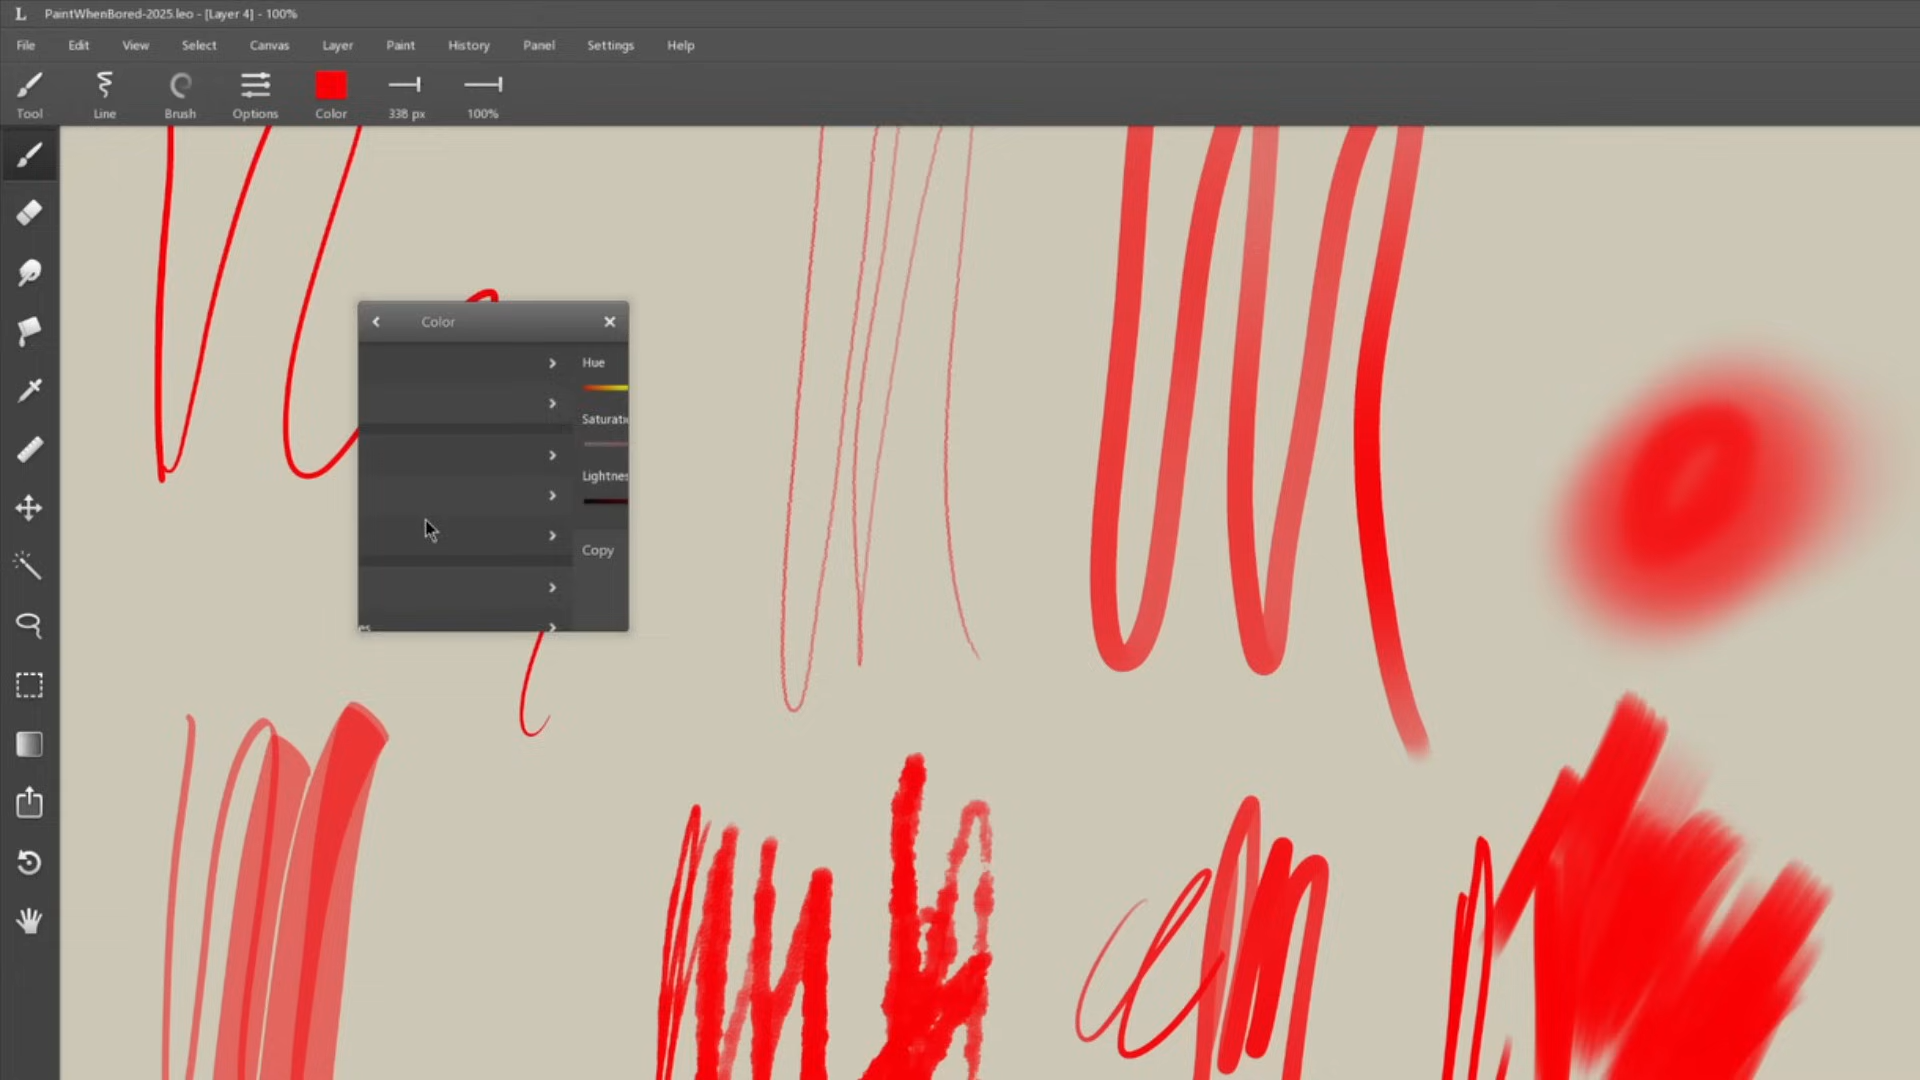 L PaintWhenBored-2025.leo - [Layer 4] - 100%
File Edit View Select Canvas Layer Paint History Panel Settings Help
Tool Line Brush Options Color 338 px 100%
Color
Hue
Saturati
Lightnes
Copy
es